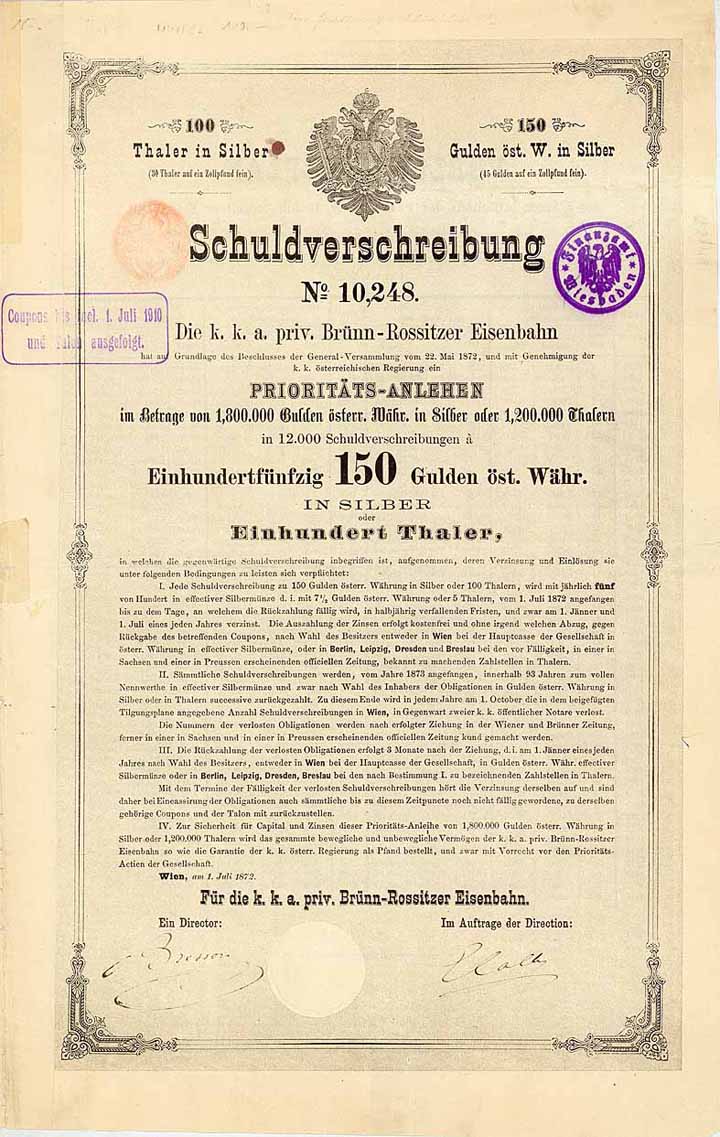 100
Thaler in Silber
(30 Thaler auf ein Zollpfund fein).
150
Gulden öst. W. in Silber
(45 Gulden auf ein Zollpfund fein).
Schuldverschreibung
Finanzamt Wiesbaden
No 10,248.
Coupons bis incl. 1. Juli 1910
und Talon ausgefolgt.
Die k. k. a. priv. Brünn-Rossitzer Eisenbahn
hat auf Grundlage des Beschlusses der General-Versammlung vom 22. Mai 1872, und mit Genehmigung der
k. k. österreichischen Regierung ein
PRIORITÄTS-ANLEHEN
im Betrage von 1,800.000 Gulden österr. Währ. in Silber oder 1,200.000 Thalern
in 12.000 Schuldverschreibungen à
Einhundertfünfzig 150 Gulden öst. Währ.
IN SILBER
oder
Einhundert Thaler,
in welchen die gegenwärtige Schuldverschreibung inbegriffen ist, aufgenommen, deren Verzinsung und Einlösung sie
unter folgenden Bedingungen zu leisten sich verpflichtet:
I. Jede Schuldverschreibung zu 150 Gulden österr. Währung in Silber oder 100 Thalern, wird mit jährlich fünf
von Hundert in effectiver Silbermünze d. i. mit 7½ Gulden österr. Währung oder 5 Thalern, vom 1. Juli 1872 angefangen
bis zu dem Tage, an welchem die Rückzahlung fällig wird, in halbjährig verfallenden Fristen, und zwar am 1. Jänner und
1. Juli eines jeden Jahres verzinst. Die Auszahlung der Zinsen erfolgt kostenfrei und ohne irgend welchen Abzug, gegen
Rückgabe des betreffenden Coupons, nach Wahl des Besitzers entweder in Wien bei der Hauptcasse der Gesellschaft in
österr. Währung in effectiver Silbermünze, oder in Berlin, Leipzig, Dresden und Breslau bei den vor Fälligkeit, in einer in
Sachsen und einer in Preussen erscheinenden officiellen Zeitung, bekannt zu machenden Zahlstellen in Thalern.
II. Sämmtliche Schuldverschreibungen werden, vom Jahre 1873 angefangen, innerhalb 93 Jahren zum vollen
Nennwerthe in effectiver Silbermünze und zwar nach Wahl des Inhabers der Obligationen in Gulden österr. Währung in
Silber oder in Thalern successive zurückgezahlt. Zu diesem Ende wird in jedem Jahre am 1. October die in dem beigefügten
Tilgungsplane angegebene Anzahl Schuldverschreibungen in Wien, in Gegenwart zweier k. k. öffentlicher Notare verlost.
Die Nummern der verlosten Obligationen werden nach erfolgter Ziehung in der Wiener und Brünner Zeitung,
ferner in einer in Sachsen und in einer in Preussen erscheinenden officiellen Zeitung kund gemacht werden.
III. Die Rückzahlung der verlosten Obligationen erfolgt 3 Monate nach der Ziehung, d. i. am 1. Jänner eines jeden
Jahres nach Wahl des Besitzers, entweder in Wien bei der Hauptcasse der Gesellschaft, in Gulden österr. Währ. effectiver
Silbermünze oder in Berlin, Leipzig, Dresden, Breslau bei den nach Bestimmung I. zu bezeichnenden Zahlstellen in Thalern.
Mit dem Termine der Fälligkeit der verlosten Schuldverschreibungen hört die Verzinsung derselben auf und sind
daher bei Eincassirung der Obligationen auch sämmtliche bis zu diesem Zeitpunkte noch nicht fällig gewordene, zu derselben
gehörige Coupons und der Talon mit zurückzustellen.
IV. Zur Sicherheit für Capital und Zinsen dieser Prioritäts-Anleihe von 1,800.000 Gulden österr. Währung in
Silber oder 1,200.000 Thalern wird das gesammte bewegliche und unbewegliche Vermögen der k. k. a. priv. Brünn-Rossitzer
Eisenbahn so wie die Garantie der k. k. österr. Regierung als Pfand bestellt, und zwar mit Vorrecht vor den Prioritäts-
Actien der Gesellschaft.
Wien, am 1. Juli 1872.
Für die k. k. a. priv. Brünn-Rossitzer Eisenbahn.
Ein Director:
Im Auftrage der Direction: